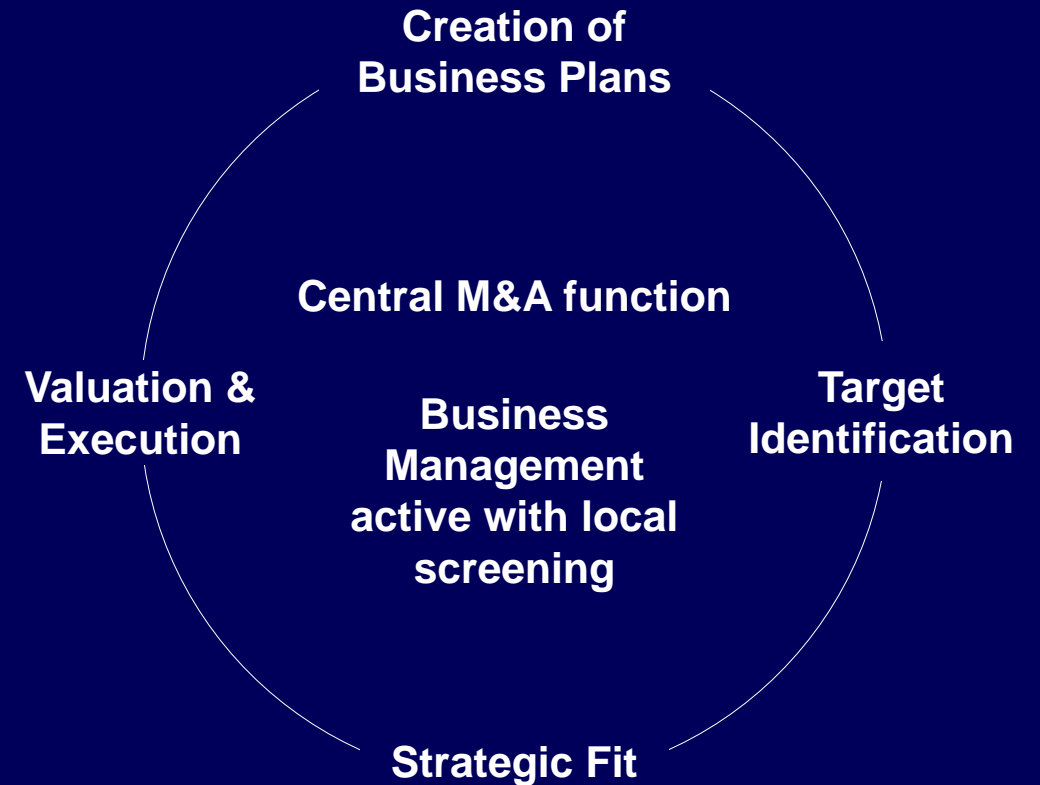 Creation of
Business Plans
Central M&A function
Valuation &
Execution
Business
Management
active with local
screening
Target
Identification
Strategic Fit